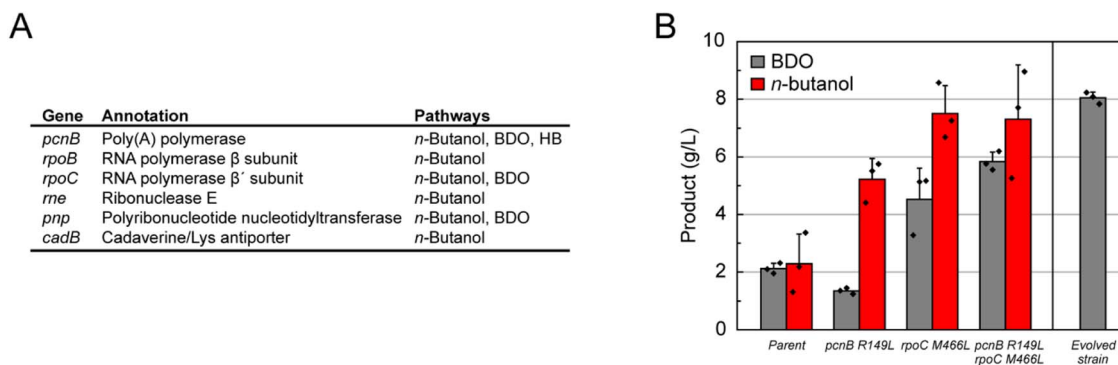 A
Gene Annotation Pathways
pcnB Poly(A) polymerase n-Butanol, BDO, HB
rpoB RNA polymerase β subunit n-Butanol
rpoC RNA polymerase β´ subunit n-Butanol, BDO
rne Ribonuclease E n-Butanol
pnp Polyribonucleotide nucleotidyltransferase n-Butanol, BDO
cadB Cadaverine/Lys antiporter n-Butanol
B
BDO
n-butanol
Product (g/L)
10
8
6
4
2
0
Parent
pcnB R149L
rpoC M466L
pcnB R149L
rpoC M466L
Evolved
strain